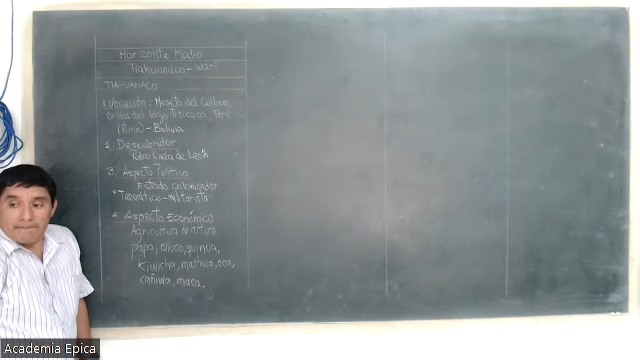 Horizonte Medio
Tiahuanaco - Wari
TIAHUANACO
1. Ubicación: Meseta del Collao,
orillas del lago Titicaca, Perú
(Puno) - Bolivia
2. Descubridor
Pedro Cieza de León
3. Aspecto Político
Estado colonizador
* Teocrático - militarista
4. Aspecto Económico
Agricultura de altura
papa, olluco, quinua,
Kiwicha, mashua, oca,
cañiwa, maca.
Academia Epica